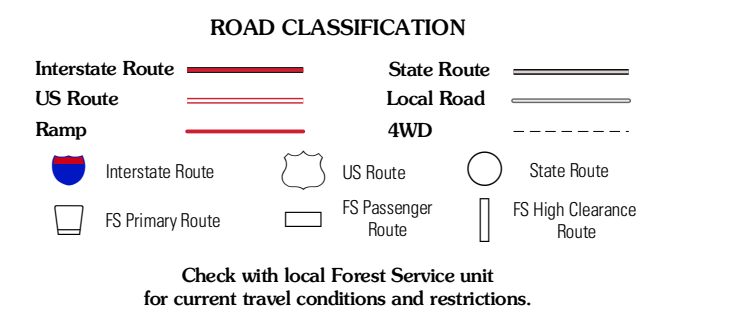 ROAD CLASSIFICATION
Interstate Route
State Route
US Route
Local Road
Ramp
4WD
Interstate Route
US Route
State Route
FS Primary Route
FS Passenger
Route
FS High Clearance
Route
Check with local Forest Service unit
for current travel conditions and restrictions.